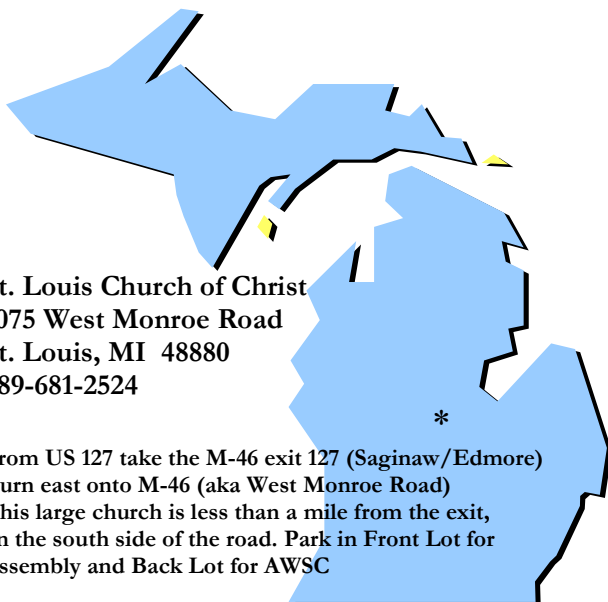 t. Louis Church of Christ
075 West Monroe Road
t. Louis, MI 48880
89-681-2524
*
rom US 127 take the M-46 exit 127 (Saginaw/Edmore)
urn east onto M-46 (aka West Monroe Road)
his large church is less than a mile from the exit,
n the south side of the road. Park in Front Lot for
ssembly and Back Lot for AWSC